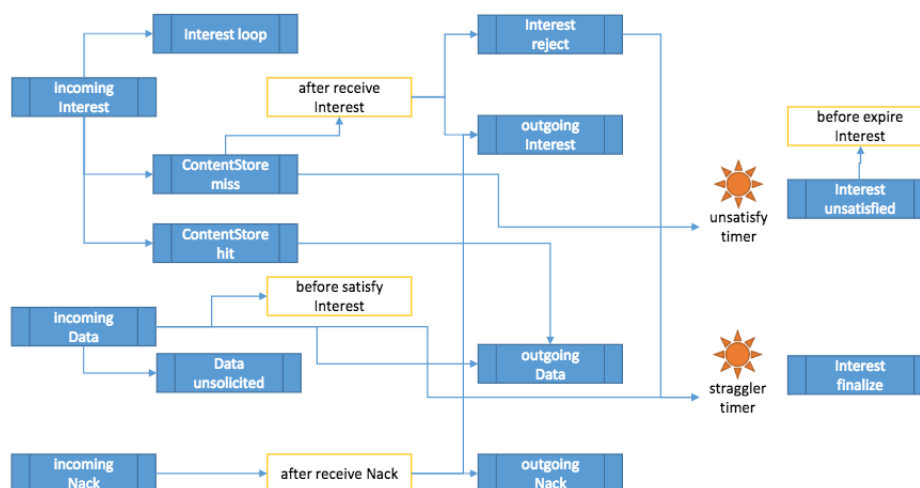 Interest loop
Interest
reject
incoming
Interest
after receive
Interest
outgoing
Interest
before expire
Interest
ContentStore
miss
unsatisfy
timer
Interest
unsatisfied
ContentStore
hit
before satisfy
Interest
incoming
Data
Data
unsolicited
outgoing
Data
straggler
timer
Interest
finalize
incoming
Nack
after receive Nack
outgoing
Nack